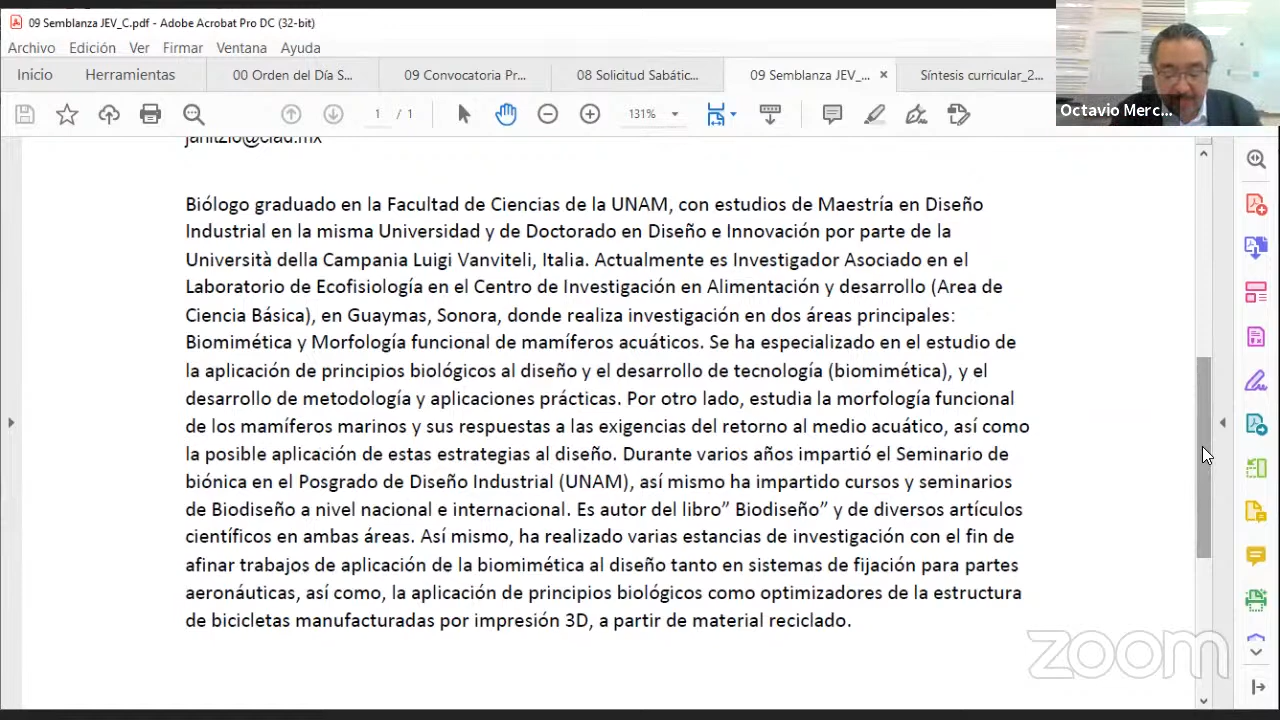 09 Semblanza JEV_C.pdf - Adobe Acrobat Pro DC (32-bit)
Archivo Edición Ver Firmar Ventana Ayuda
Inicio Herramientas 00 Orden del Día S... 09 Convocatoria Pr... 08 Solicitud Sabátic... 09 Semblanza JEV_... × Síntesis curricular_2...
/ 1 131%
Octavio Merc...
janitzio@ciad.mx
Biólogo graduado en la Facultad de Ciencias de la UNAM, con estudios de Maestría en Diseño
Industrial en la misma Universidad y de Doctorado en Diseño e Innovación por parte de la
Università della Campania Luigi Vanviteli, Italia. Actualmente es Investigador Asociado en el
Laboratorio de Ecofisiología en el Centro de Investigación en Alimentación y desarrollo (Area de
Ciencia Básica), en Guaymas, Sonora, donde realiza investigación en dos áreas principales:
Biomimética y Morfología funcional de mamíferos acuáticos. Se ha especializado en el estudio de
la aplicación de principios biológicos al diseño y el desarrollo de tecnología (biomimética), y el
desarrollo de metodología y aplicaciones prácticas. Por otro lado, estudia la morfología funcional
de los mamíferos marinos y sus respuestas a las exigencias del retorno al medio acuático, así como
la posible aplicación de estas estrategias al diseño. Durante varios años impartió el Seminario de
biónica en el Posgrado de Diseño Industrial (UNAM), así mismo ha impartido cursos y seminarios
de Biodiseño a nivel nacional e internacional. Es autor del libro” Biodiseño” y de diversos artículos
científicos en ambas áreas. Así mismo, ha realizado varias estancias de investigación con el fin de
afinar trabajos de aplicación de la biomimética al diseño tanto en sistemas de fijación para partes
aeronáuticas, así como, la aplicación de principios biológicos como optimizadores de la estructura
de bicicletas manufacturadas por impresión 3D, a partir de material reciclado.
zoom